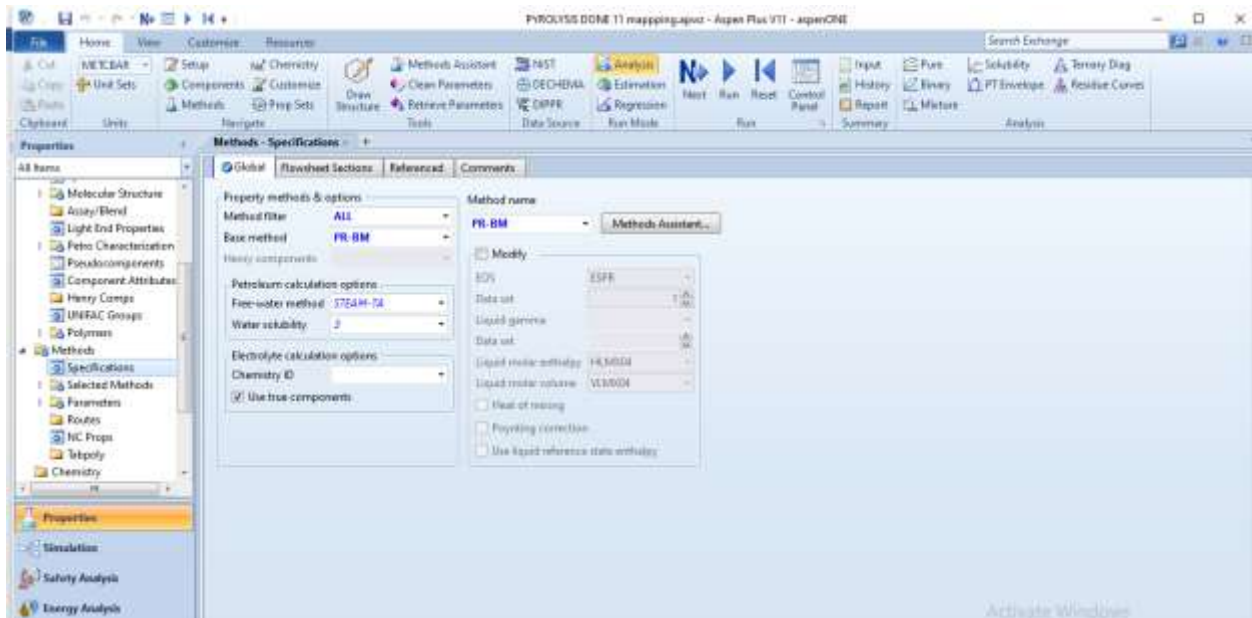 PYROLYSIS DONE 11 mappping.apwz - Aspen Plus V11 - aspenONE
File Home View Customize Resources Search Exchange
Cut METCBAR Setup Chemistry Methods Assistant NIST Analysis Input Pure Solubility Ternary Diag
Copy Unit Sets Components Customize Draw Structure Clean Parameters DECHEMA Estimation Next Run Reset Control Panel History Binary PT Envelope Residue Curves
Paste Methods Prop Sets Retrieve Parameters DIPPR Regression Report Mixture
Clipboard Units Navigate Tools Data Source Run Mode Run Summary Analysis
Properties
All Items
Molecular Structure
Assay/Blend
Light End Properties
Petro Characterization
Pseudocomponents
Component Attributes
Henry Comps
UNIFAC Groups
Polymers
Methods
Specifications
Selected Methods
Parameters
Routes
NC Props
Tabpoly
Chemistry
Properties
Simulation
Safety Analysis
Energy Analysis
Methods - Specifications +
Global Flowsheet Sections Referenced Comments
Property methods & options
Method filter ALL
Base method PR-BM
Henry components
Petroleum calculation options
Free-water method STEAM-TA
Water solubility 3
Electrolyte calculation options
Chemistry ID
Use true components
Method name
PR-BM Methods Assistant...
Modify
EOS ESPR
Data set 1
Liquid gamma
Data set
Liquid molar enthalpy
Liquid molar volume
Heat of mixing
Poynting correction
Use liquid reference state enthalpy
Activate Windows